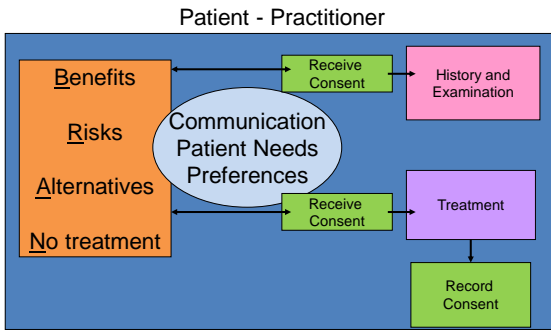 Patient - Practitioner
Benefits
Risks
Alternatives
No treatment
Communication
Patient Needs
Preferences
Receive
Consent
History and
Examination
Receive
Consent
Treatment
Record
Consent